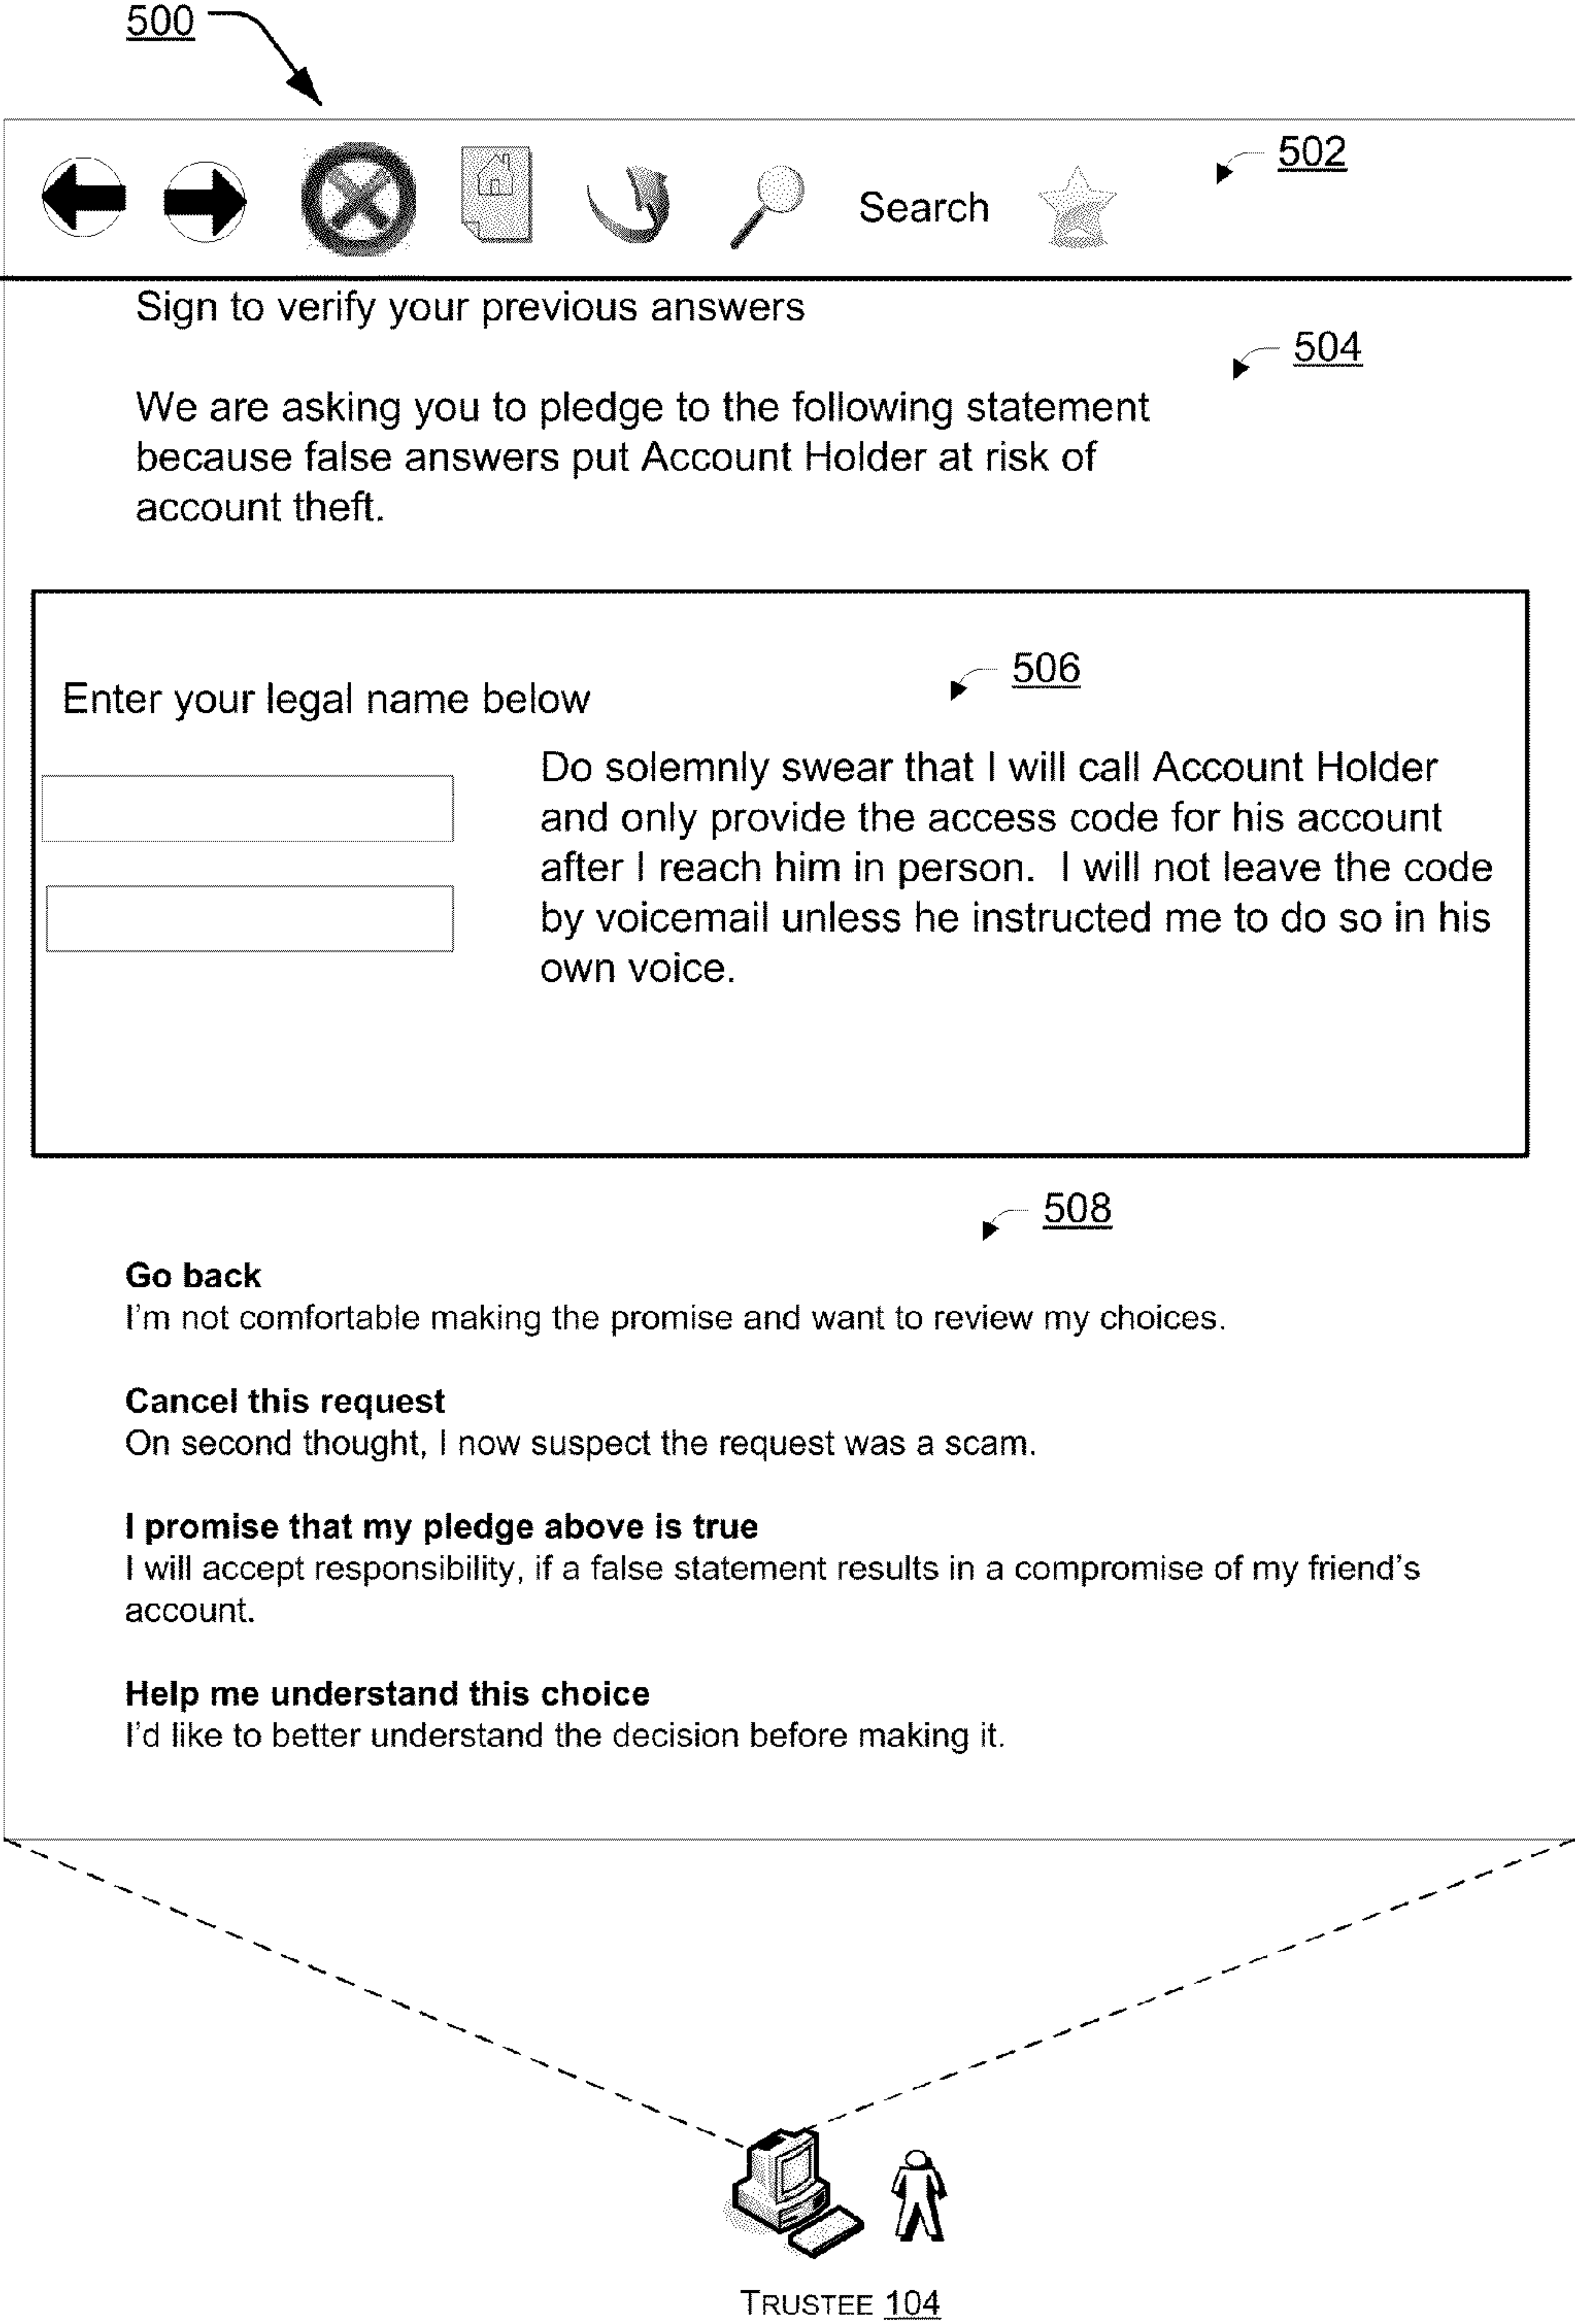 500
502
Search
Sign to verify your previous answers
504
We are asking you to pledge to the following statement
because false answers put Account Holder at risk of
account theft.
506
Enter your legal name below
Do solemnly swear that I will call Account Holder
and only provide the access code for his account
after I reach him in person.  I will not leave the code
by voicemail unless he instructed me to do so in his
own voice.
508
Go back
I'm not comfortable making the promise and want to review my choices.
Cancel this request
On second thought, I now suspect the request was a scam.
I promise that my pledge above is true
I will accept responsibility, if a false statement results in a compromise of my friend's
account.
Help me understand this choice
I'd like to better understand the decision before making it.
TRUSTEE 104